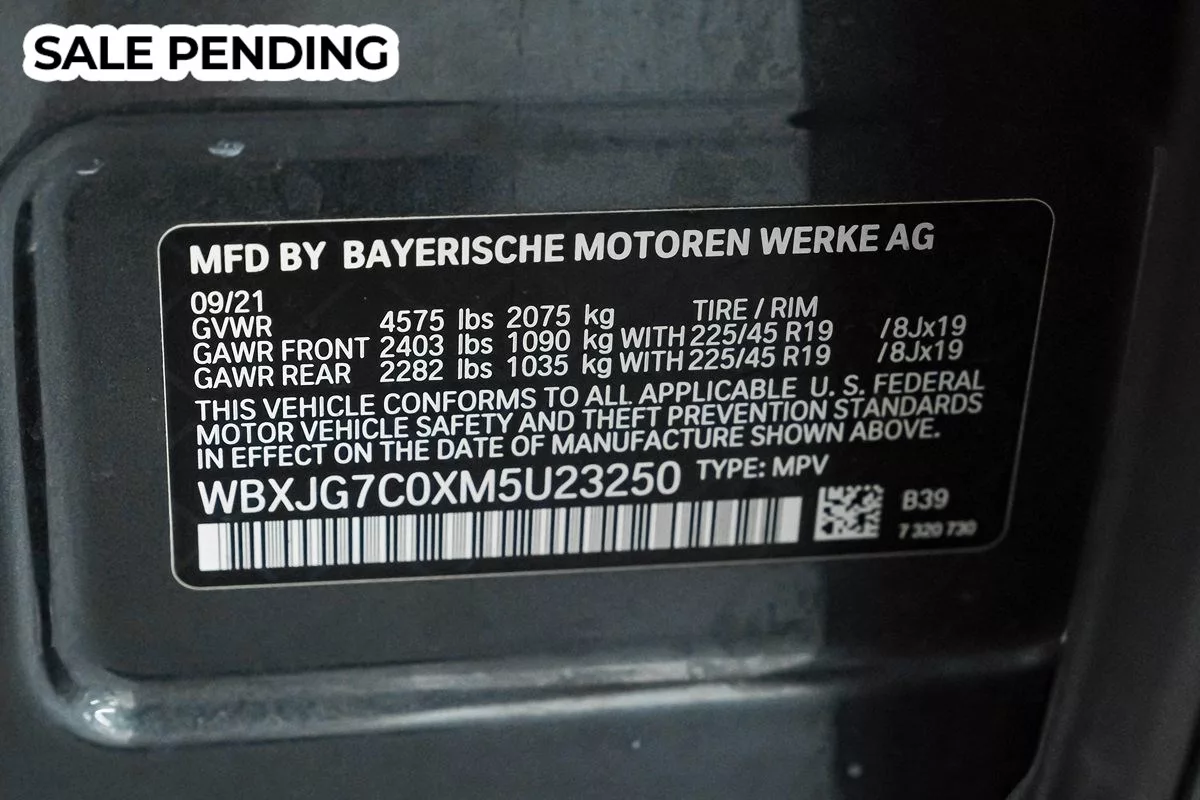 SALE PENDING
MFD BY BAYERISCHE MOTOREN WERKE AG
09/21
GVWR 4575 lbs 2075 kg TIRE / RIM
GAWR FRONT 2403 lbs 1090 kg WITH 225/45 R19 /8Jx19
GAWR REAR 2282 lbs 1035 kg WITH 225/45 R19 /8Jx19
THIS VEHICLE CONFORMS TO ALL APPLICABLE U. S. FEDERAL
MOTOR VEHICLE SAFETY AND THEFT PREVENTION STANDARDS
IN EFFECT ON THE DATE OF MANUFACTURE SHOWN ABOVE.
WBXJG7C0XM5U23250 TYPE: MPV
B39
7 320 730